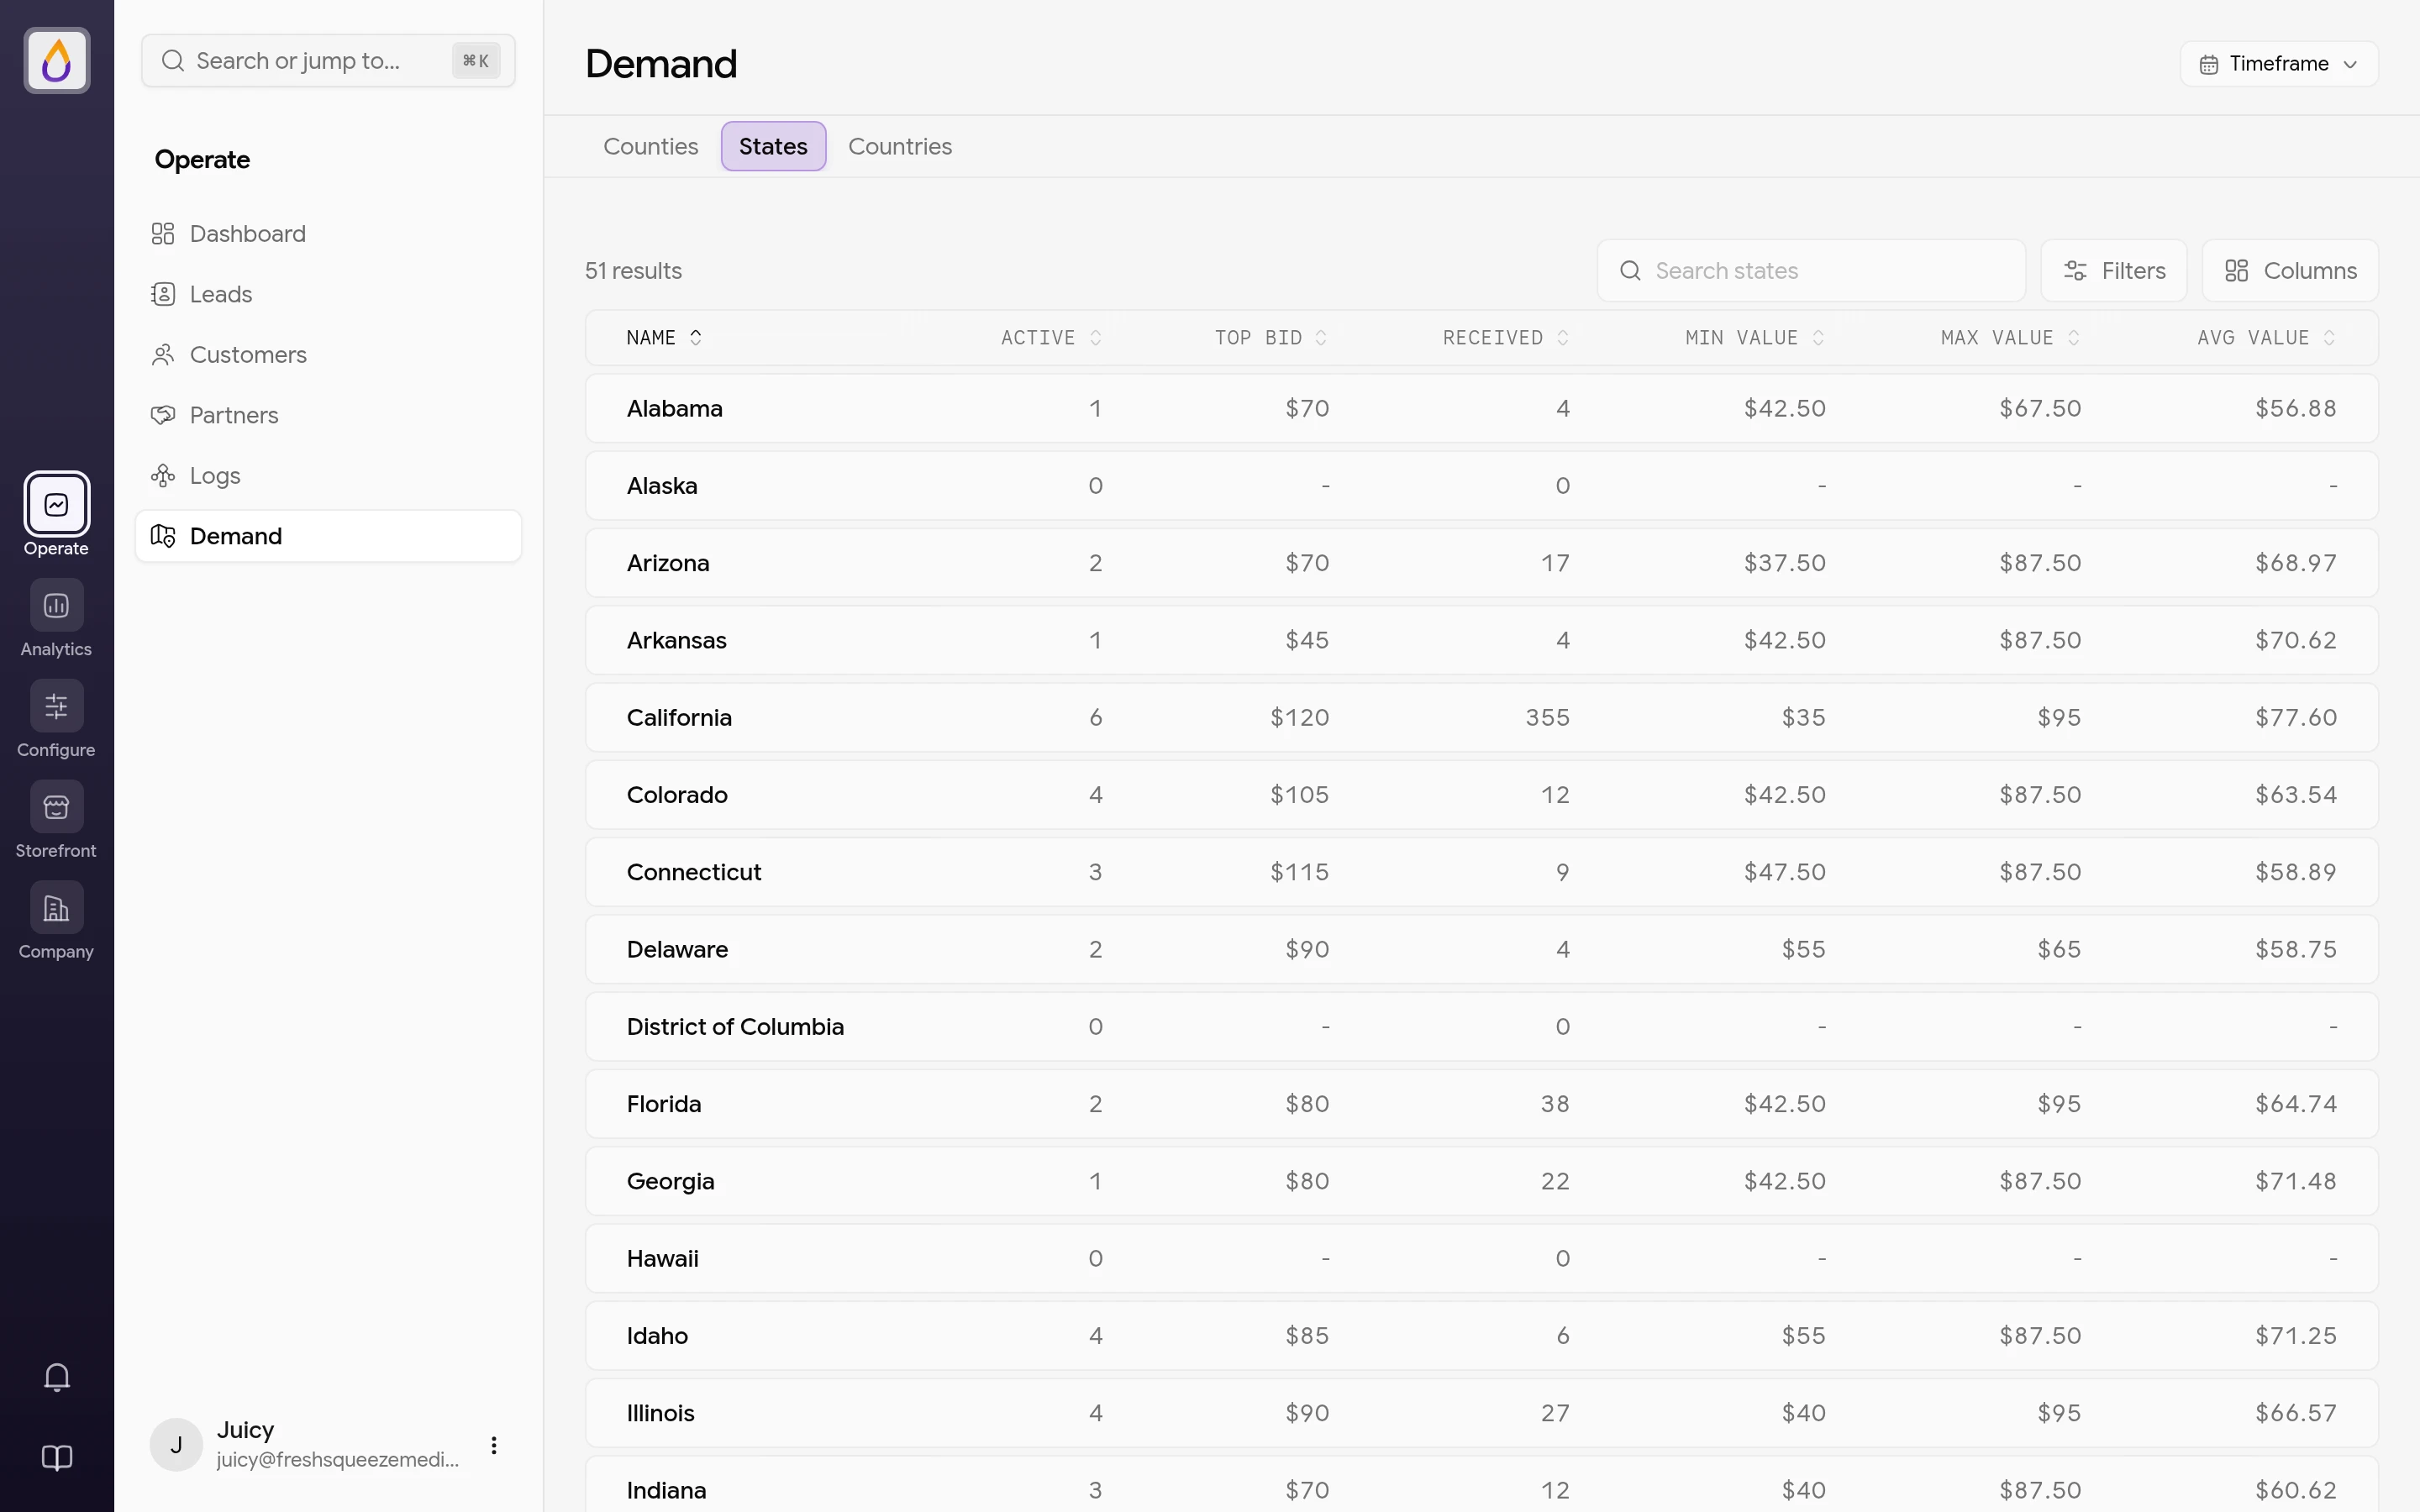 Search or jump to...
⌘K
Operate
Dashboard
Leads
Customers
Partners
Logs
Demand
Operate
Analytics
Configure
Storefront
Company
J
Juicy
juicy@freshsqueezemedi...
Demand
Timeframe
Counties States Countries
51 results
Search states
Filters
Columns
NAME ACTIVE TOP BID RECEIVED MIN VALUE MAX VALUE AVG VALUE
Alabama 1 $70 4 $42.50 $67.50 $56.88
Alaska 0 - 0 - - -
Arizona 2 $70 17 $37.50 $87.50 $68.97
Arkansas 1 $45 4 $42.50 $87.50 $70.62
California 6 $120 355 $35 $95 $77.60
Colorado 4 $105 12 $42.50 $87.50 $63.54
Connecticut 3 $115 9 $47.50 $87.50 $58.89
Delaware 2 $90 4 $55 $65 $58.75
District of Columbia 0 - 0 - - -
Florida 2 $80 38 $42.50 $95 $64.74
Georgia 1 $80 22 $42.50 $87.50 $71.48
Hawaii 0 - 0 - - -
Idaho 4 $85 6 $55 $87.50 $71.25
Illinois 4 $90 27 $40 $95 $66.57
Indiana 3 $70 12 $40 $87.50 $60.62